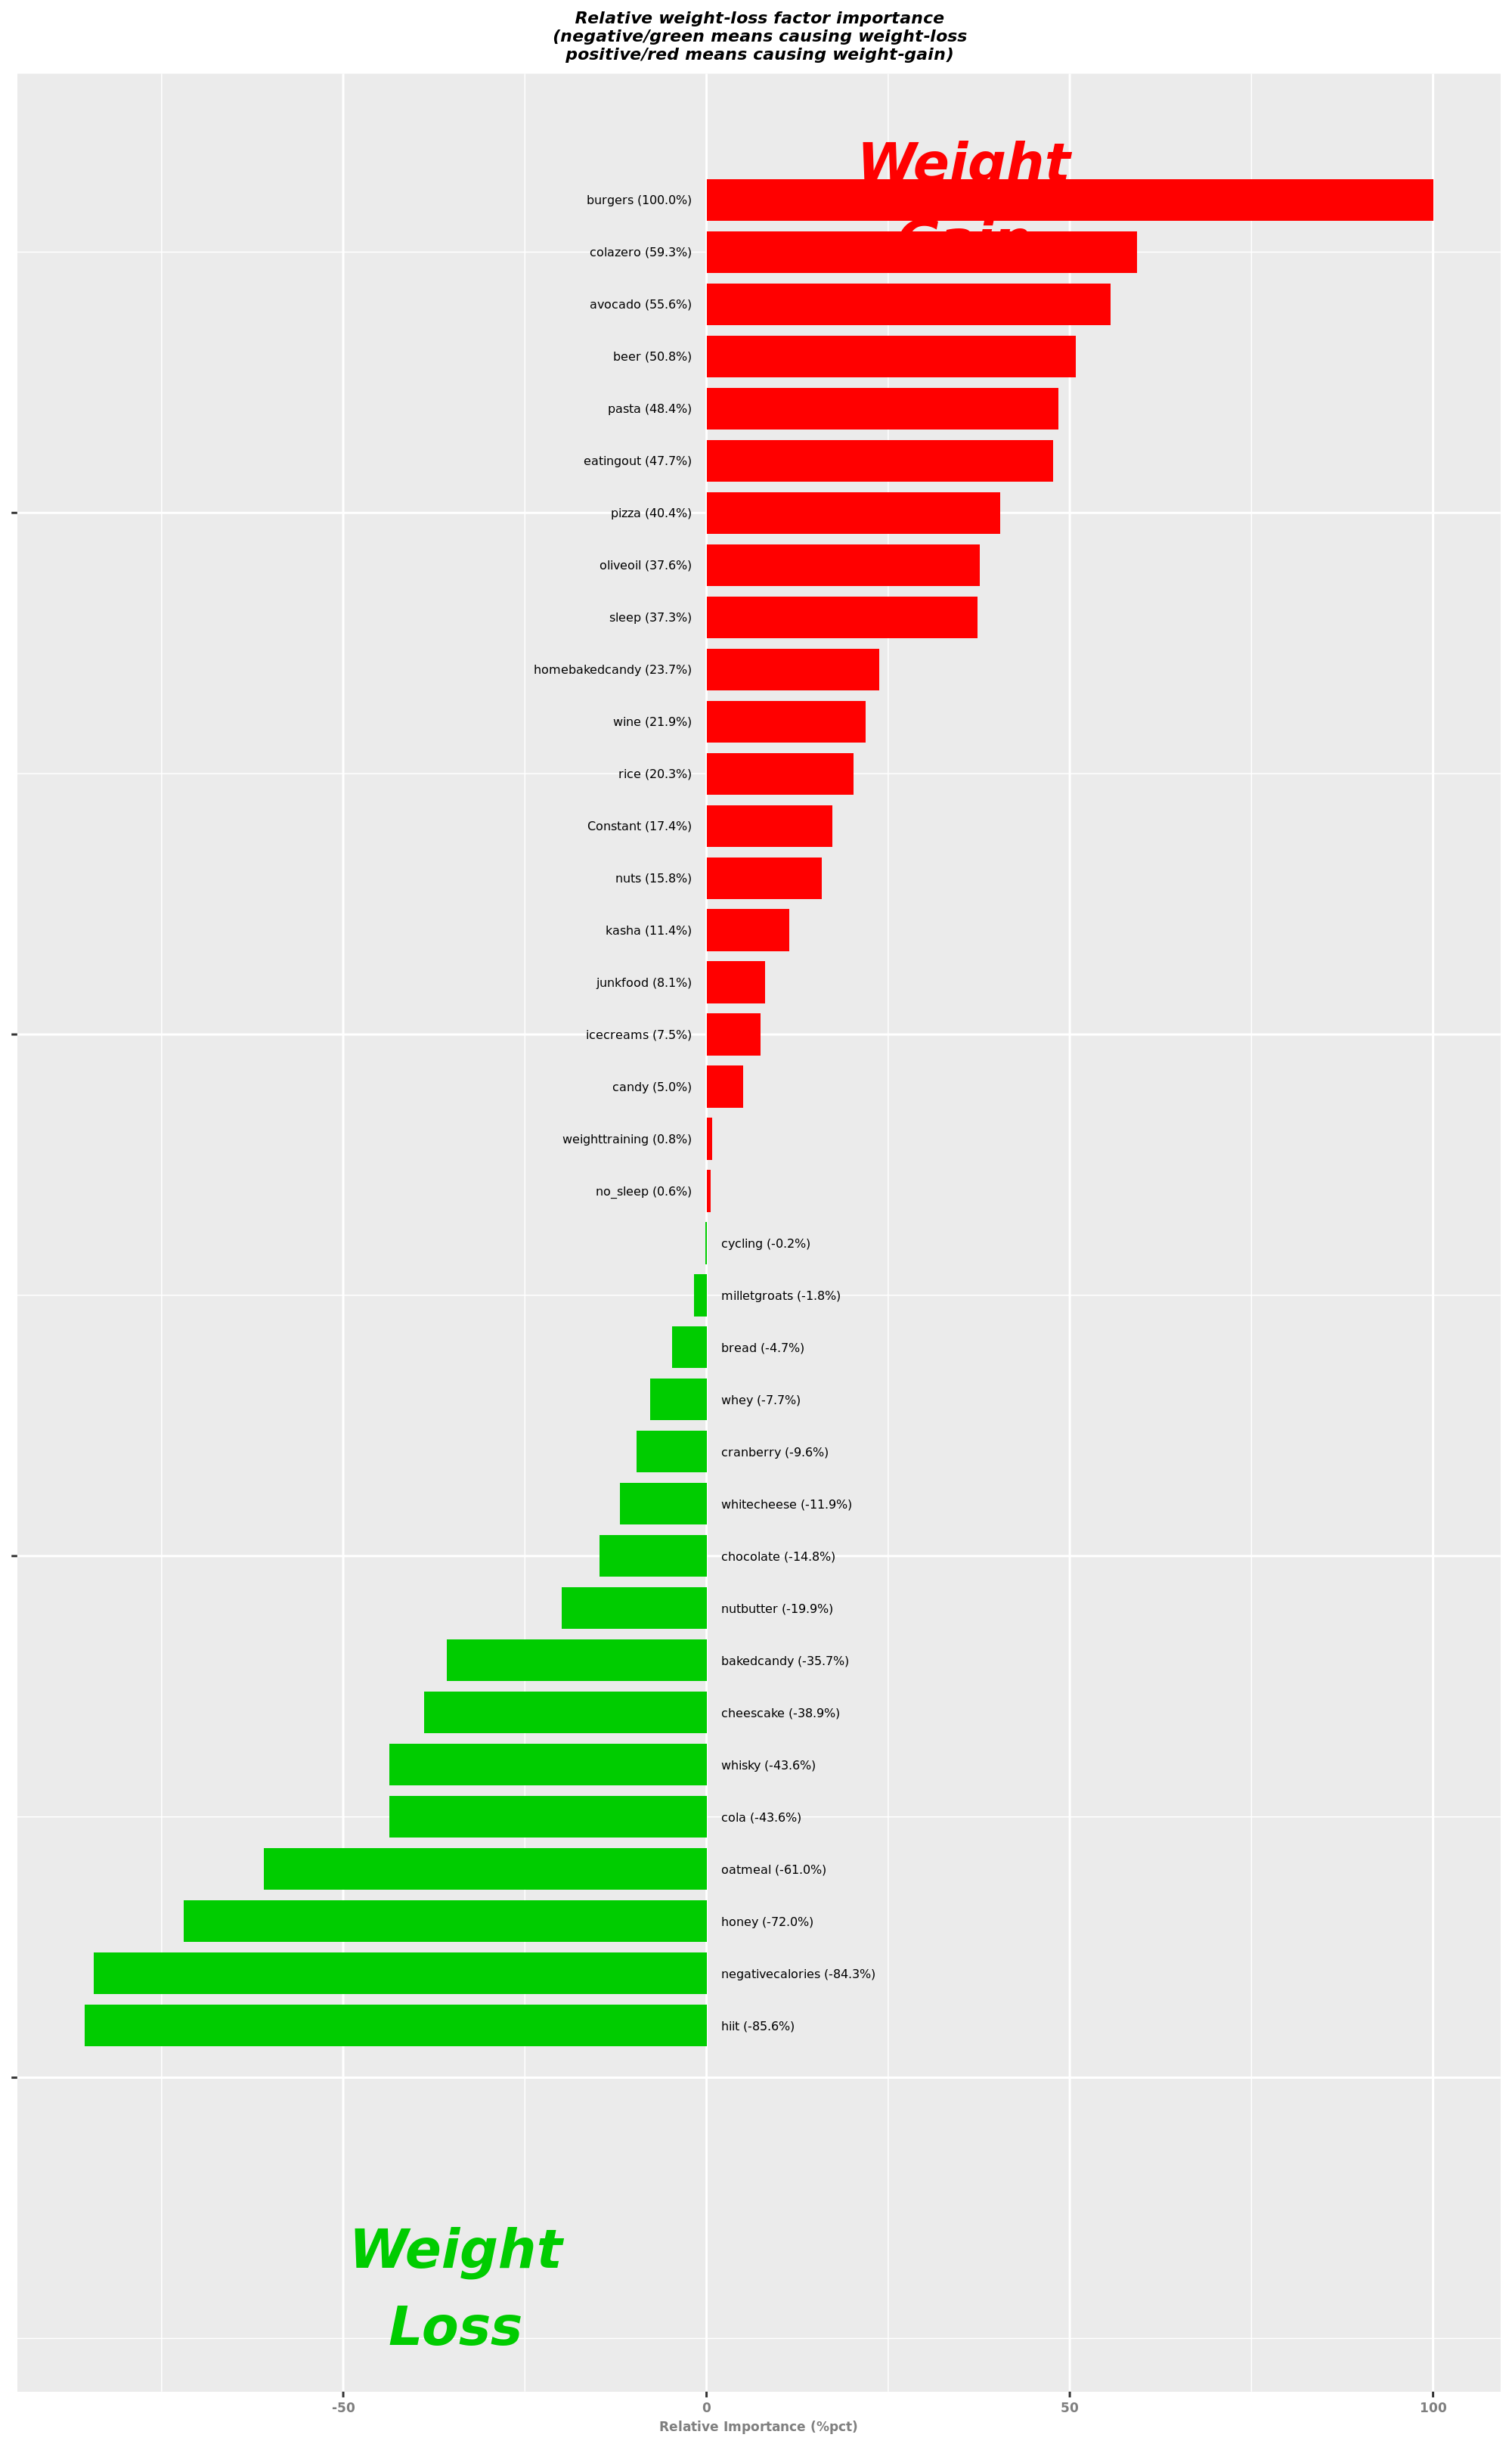 Relative weight-loss factor importance
(negative/green means causing weight-loss
positive/red means causing weight-gain)
Weight
Gain
burgers (100.0%)
colazero (59.3%)
avocado (55.6%)
beer (50.8%)
pasta (48.4%)
eatingout (47.7%)
pizza (40.4%)
oliveoil (37.6%)
sleep (37.3%)
homebakedcandy (23.7%)
wine (21.9%)
rice (20.3%)
Constant (17.4%)
nuts (15.8%)
kasha (11.4%)
junkfood (8.1%)
icecreams (7.5%)
candy (5.0%)
weighttraining (0.8%)
no_sleep (0.6%)
cycling (-0.2%)
milletgroats (-1.8%)
bread (-4.7%)
whey (-7.7%)
cranberry (-9.6%)
whitecheese (-11.9%)
chocolate (-14.8%)
nutbutter (-19.9%)
bakedcandy (-35.7%)
cheescake (-38.9%)
whisky (-43.6%)
cola (-43.6%)
oatmeal (-61.0%)
honey (-72.0%)
negativecalories (-84.3%)
hiit (-85.6%)
Weight
Loss
-50 0 50 100
Relative Importance (%pct)